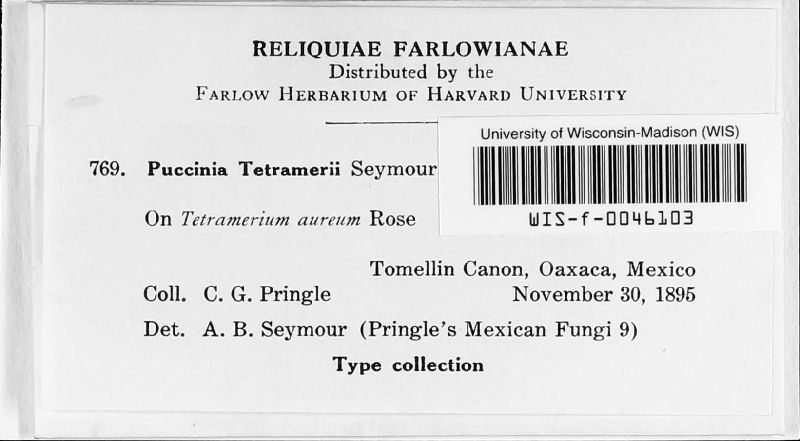 RELIQUIAE FARLOWIANAE
Distributed by the
FARLOW HERBARIUM OF HARVARD UNIVERSITY
University of Wisconsin-Madison (WIS)
WIS-f-0046103
769. Puccinia Tetramerii Seymour
On Tetramerium aureum Rose
Tomellin Canon, Oaxaca, Mexico
Coll. C. G. Pringle November 30, 1895
Det. A. B. Seymour (Pringle's Mexican Fungi 9)
Type collection